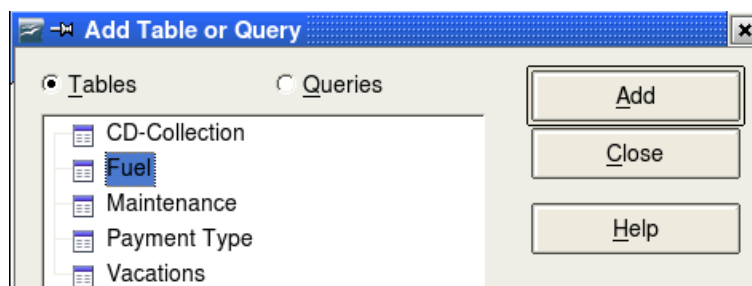 Add Table or Query
Tables Queries Add
CD-Collection
Fuel Close
Maintenance
Payment Type Help
Vacations